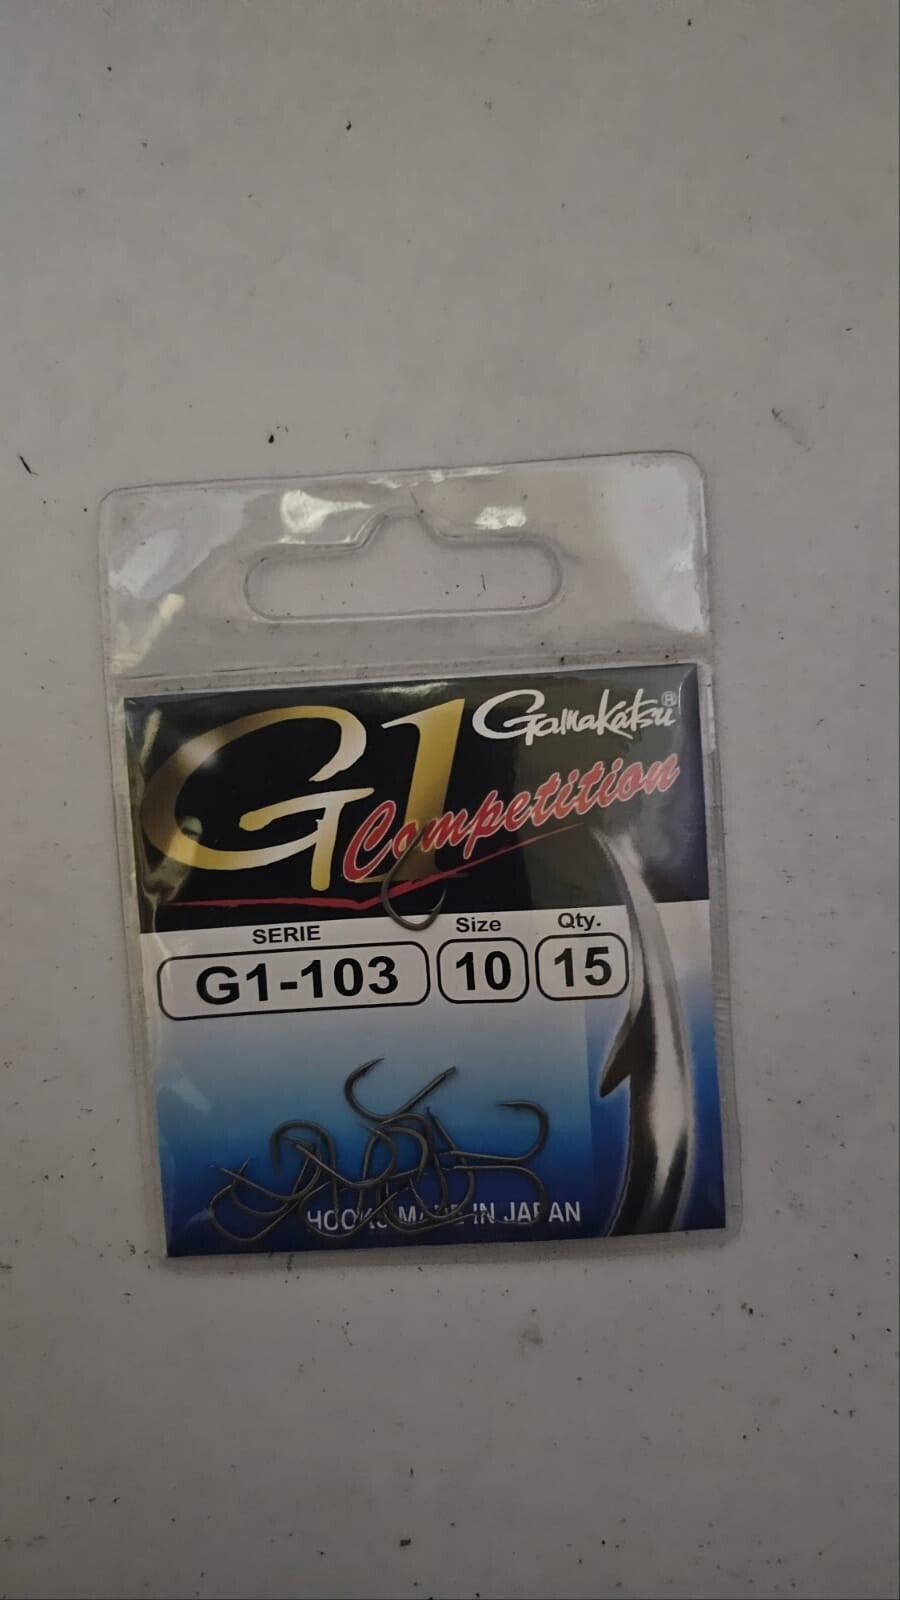 G1 Gamakatsu®
Competition
SERIE Size Qty.
G1-103 10 15
HOOKS MADE IN JAPAN